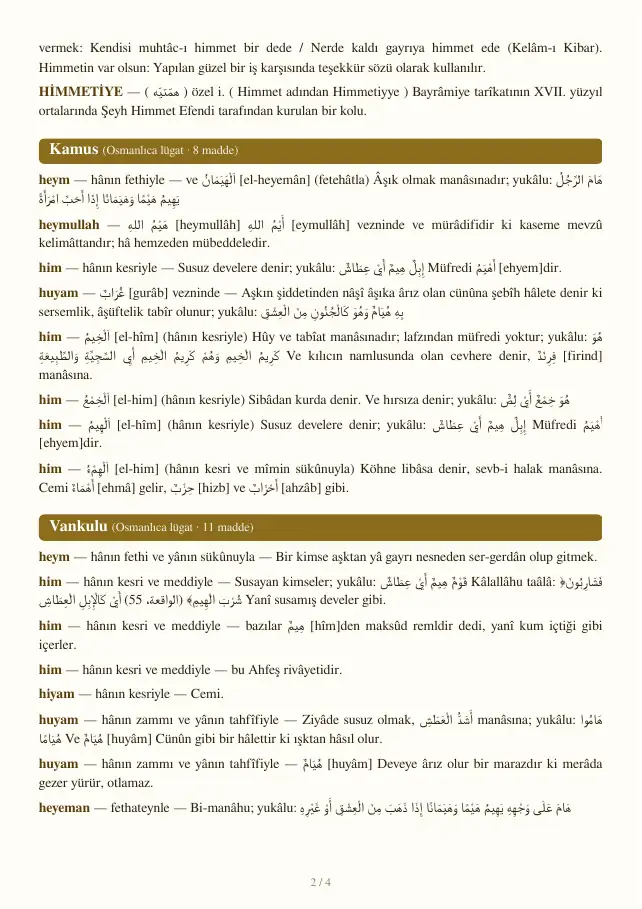 vermek: Kendisi muhtâc-ı himmet bir dede / Nerde kaldı gayrıya himmet ede (Kelâm-ı Kibar).
Himmetin var olsun: Yapılan güzel bir iş karşısında teşekkür sözü olarak kullanılır.
HİMMETİYE — ( همّتيّه ) özel i. ( Himmet adından Himmetiyye ) Bayrâmiye tarîkatının XVII. yüzyıl
ortalarında Şeyh Himmet Efendi tarafından kurulan bir kolu.
Kamus (Osmanlıca lügat · 8 madde)
heym — hânın fethiyle — ve اَلْهَيَمَانُ [el-heyemân] (fetehâtla) Âşık olmak manâsınadır; yukâlu: هَامَ الرَّجُلُ
يَهِيمُ هَيْمًا وَهَيَمَانًا إِذَا أَحَبَّ امْرَأَةً
heymullah — هَيْمُ اللهِ [heymullâh] أَيْمُ اللهِ [eymullâh] vezninde ve mürâdifidir ki kaseme mevzû
kelimâttandır; hâ hemzeden mübeddeledir.
him — hânın kesriyle — Susuz develere denir; yukâlu: إِبِلٌ هِيمٌ أَيْ عِطَاشٌ Müfredi أَهْيَمُ [ehyem]dir.
huyam — غُرَابٌ [gurâb] vezninde — Aşkın şiddetinden nâşî âşıka ârız olan cünûna şebîh hâlete denir ki
sersemlik, âşüftelik tabîr olunur; yukâlu: بِهِ هُيَامٌ وَهُوَ كَالْجُنُونِ مِنَ الْعِشْقِ
him — اَلْخِيمُ [el-hîm] (hânın kesriyle) Hûy ve tabîat manâsınadır; lafzından müfredi yoktur; yukâlu: هُوَ
كَرِيمُ الْخِيمِ وَهُمْ كَرِيمُ الْخِيمِ أَيِ السَّجِيَّةِ وَالطَّبِيعَةِ Ve kılıcın namlusunda olan cevhere denir, فِرِنْدٌ [firind]
manâsına.
him — اَلْخِمْعُ [el-him] (hânın kesriyle) Sibâdan kurda denir. Ve hırsıza denir; yukâlu: هُوَ خِمْعٌ أَيْ لِصٌّ
him — اَلْهِيمُ [el-hîm] (hânın kesriyle) Susuz develere denir; yukâlu: إِبِلٌ هِيمٌ أَيْ عِطَاشٌ Müfredi أَهْيَمُ
[ehyem]dir.
him — اَلْهِمْءُ [el-him] (hânın kesri ve mîmin sükûnuyla) Köhne libâsa denir, sevb-i halak manâsına.
Cemi أَهْمَاءٌ [ehmâ] gelir, حِزْبٌ [hizb] ve أَحْزَابٌ [ahzâb] gibi.
Vankulu (Osmanlıca lügat · 11 madde)
heym — hânın fethi ve yânın sükûnuyla — Bir kimse aşktan yâ gayrı nesneden ser-gerdân olup gitmek.
him — hânın kesri ve meddiyle — Susayan kimseler; yukâlu: قَوْمٌ هِيمٌ أَيْ عِطَاشٌ Kâlallâhu taâlâ: ﴿فَشَارِبُونَ
شُرْبَ الْهِيمِ﴾ (الواقعة، 55) أَيْ كَالْإِبِلِ الْعِطَاشِ Yanî susamış develer gibi.
him — hânın kesri ve meddiyle — bazılar هِيمٌ [hîm]den maksûd remldir dedi, yanî kum içtiği gibi
içerler.
him — hânın kesri ve meddiyle — bu Ahfeş rivâyetidir.
hiyam — hânın kesriyle — Cemi.
huyam — hânın zammı ve yânın tahfîfiyle — Ziyâde susuz olmak, أَشَدُّ الْعَطَشِ manâsına; yukâlu: هَامُوا
هُيَامًا Ve هُيَامٌ [huyâm] Cünûn gibi bir hâlettir ki ışktan hâsıl olur.
huyam — hânın zammı ve yânın tahfîfiyle — هُيَامٌ [huyâm] Deveye ârız olur bir marazdır ki merâda
gezer yürür, otlamaz.
heyeman — fethateynle — Bi-manâhu; yukâlu: هَامَ عَلَى وَجْهِهِ يَهِيمُ هَيْمًا وَهَيَمَانًا إِذَا ذَهَبَ مِنَ الْعِشْقِ أَوْ غَيْرِهِ
2 / 4